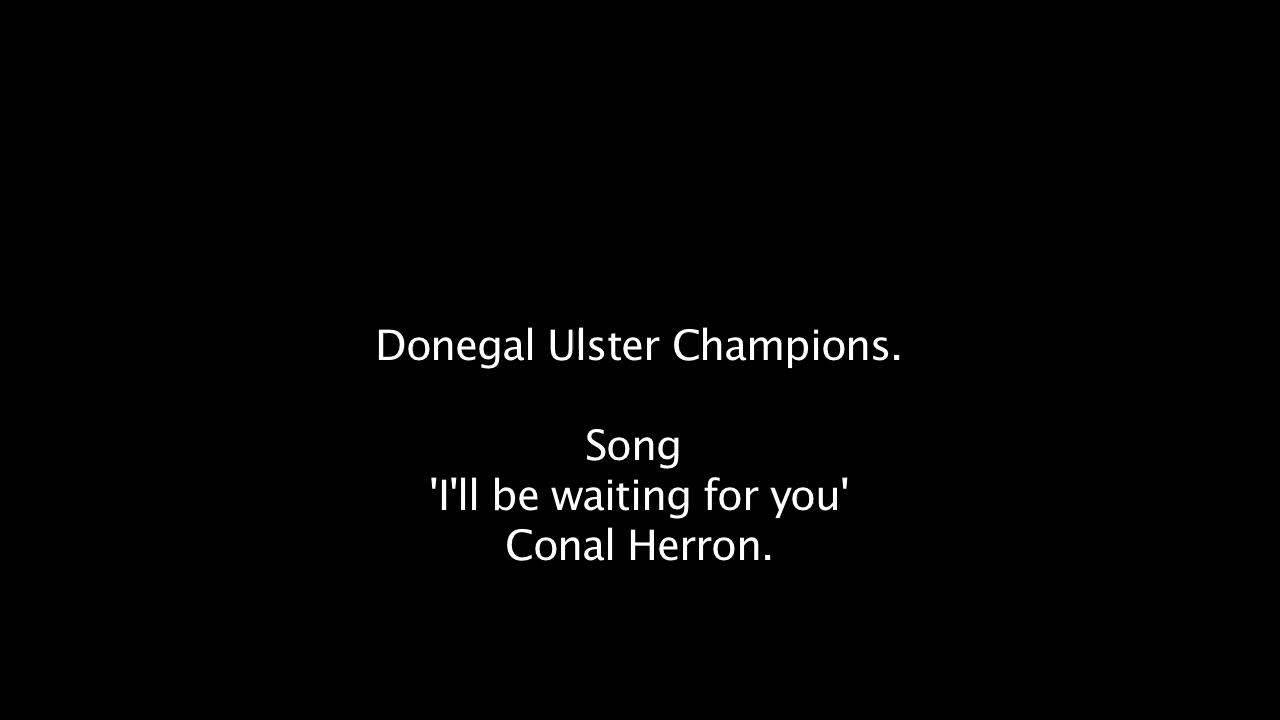 Donegal Ulster Champions.
Song
'I'll be waiting for you'
Conal Herron.